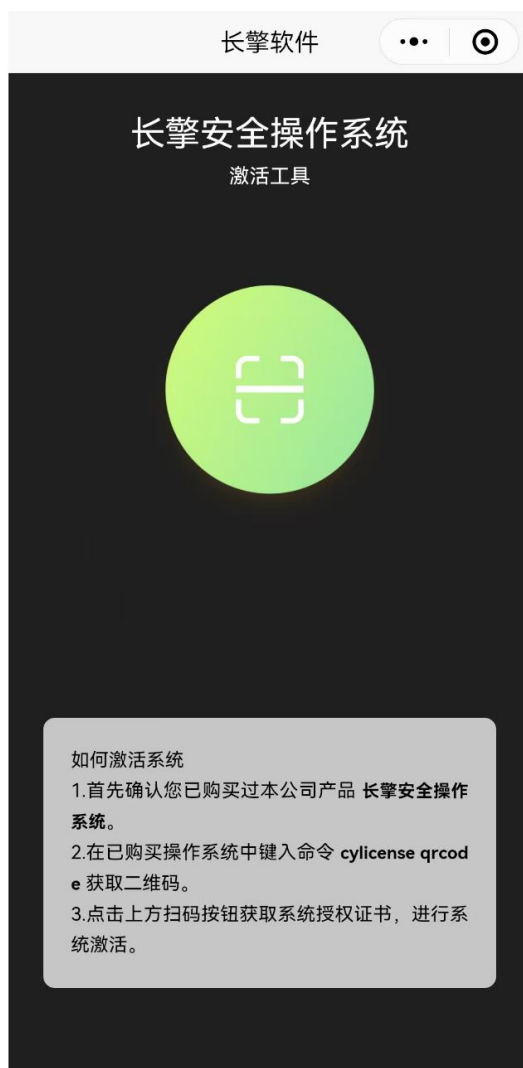 长擎软件
长擎安全操作系统
激活工具
如何激活系统
1.首先确认您已购买过本公司产品 长擎安全操作
系统。
2.在已购买操作系统中键入命令 cylicense qrcod
e 获取二维码。
3.点击上方扫码按钮获取系统授权证书，进行系
统激活。